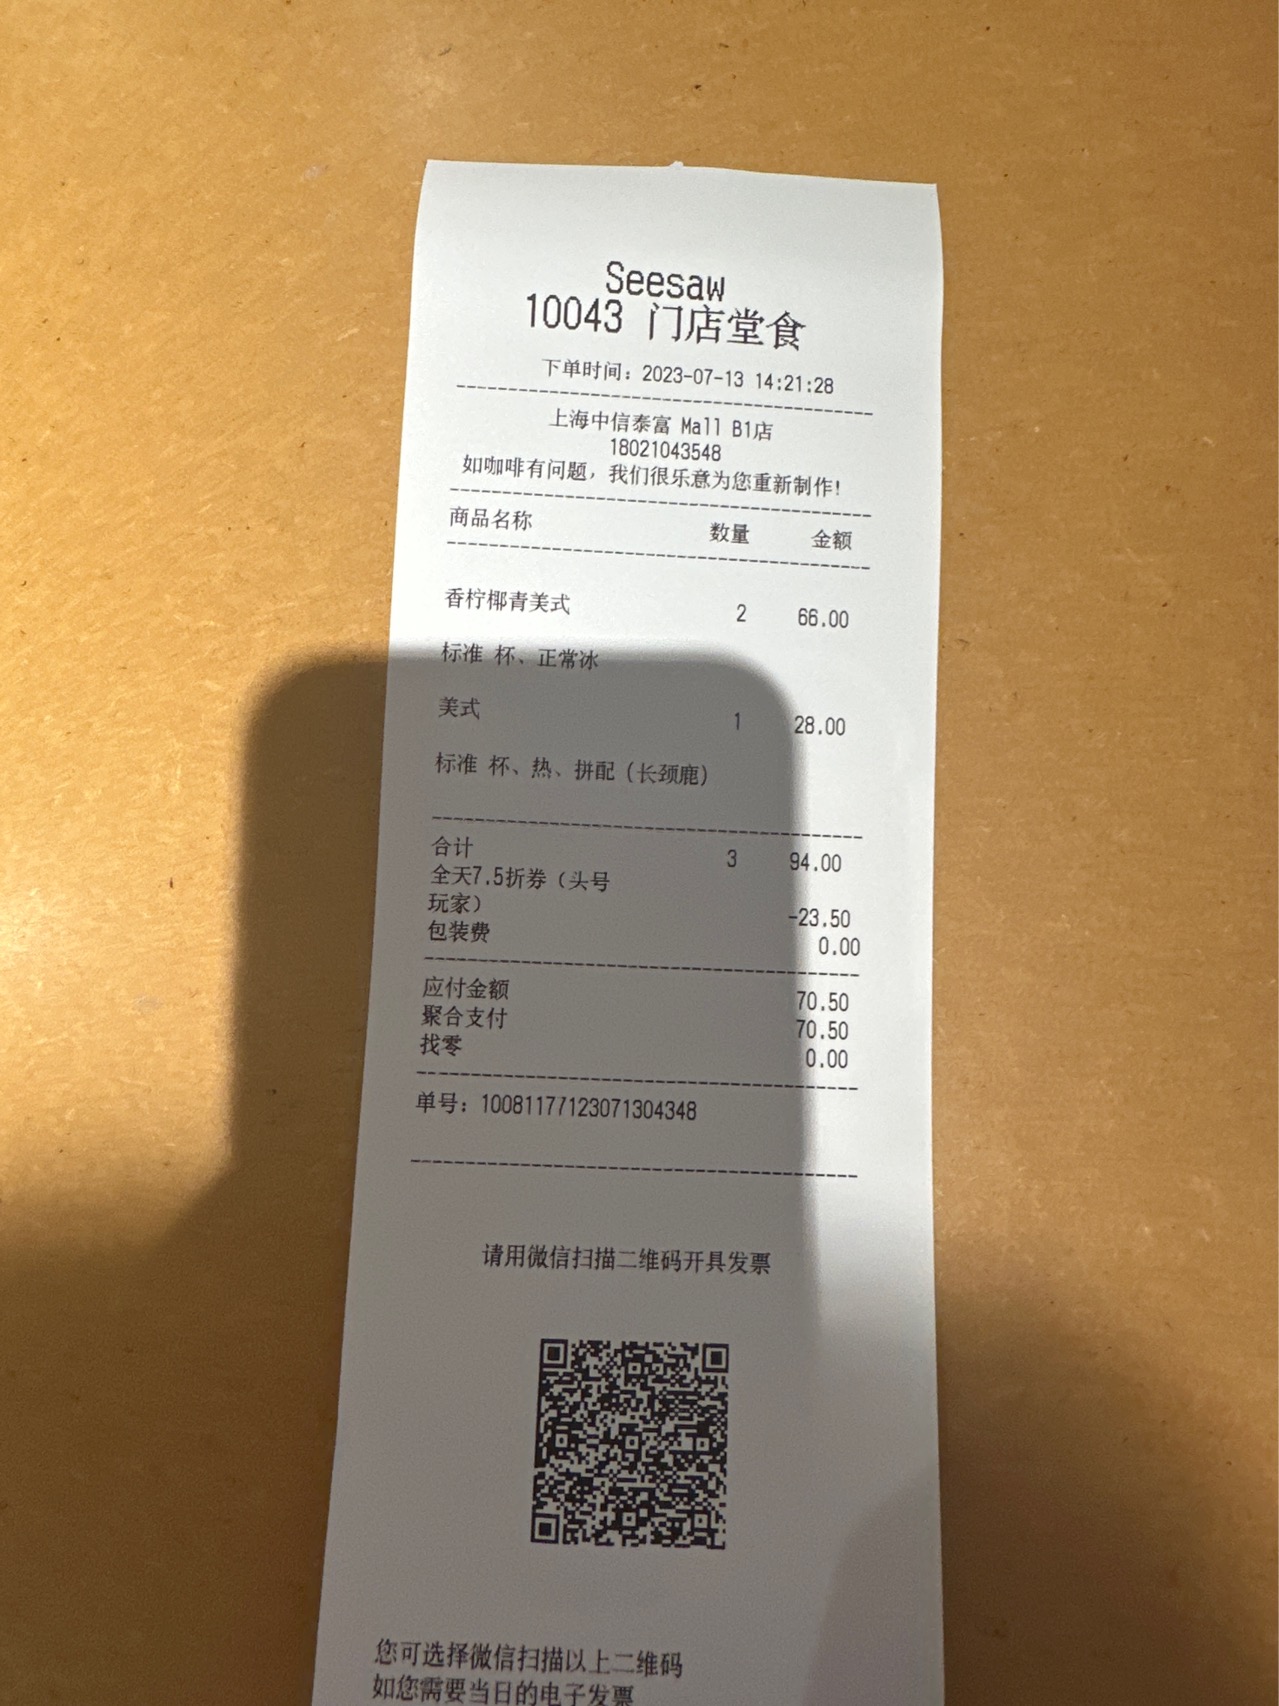 Seesaw
10043 门店堂食
下单时间：2023-07-13 14:21:28
上海中信泰富 Mall B1店
18021043548
如咖啡有问题，我们很乐意为您重新制作!
商品名称 数量 金额
香柠椰青美式 2 66.00
标准 杯、正常冰
美式 1 28.00
标准 杯、热、拼配（长颈鹿）
合计 3 94.00
全天7.5折券（头号
玩家） -23.50
包装费 0.00
应付金额 70.50
聚合支付 70.50
找零 0.00
单号：10081177123071304348
请用微信扫描二维码开具发票
您可选择微信扫描以上二维码
如您需要当日的电子发票